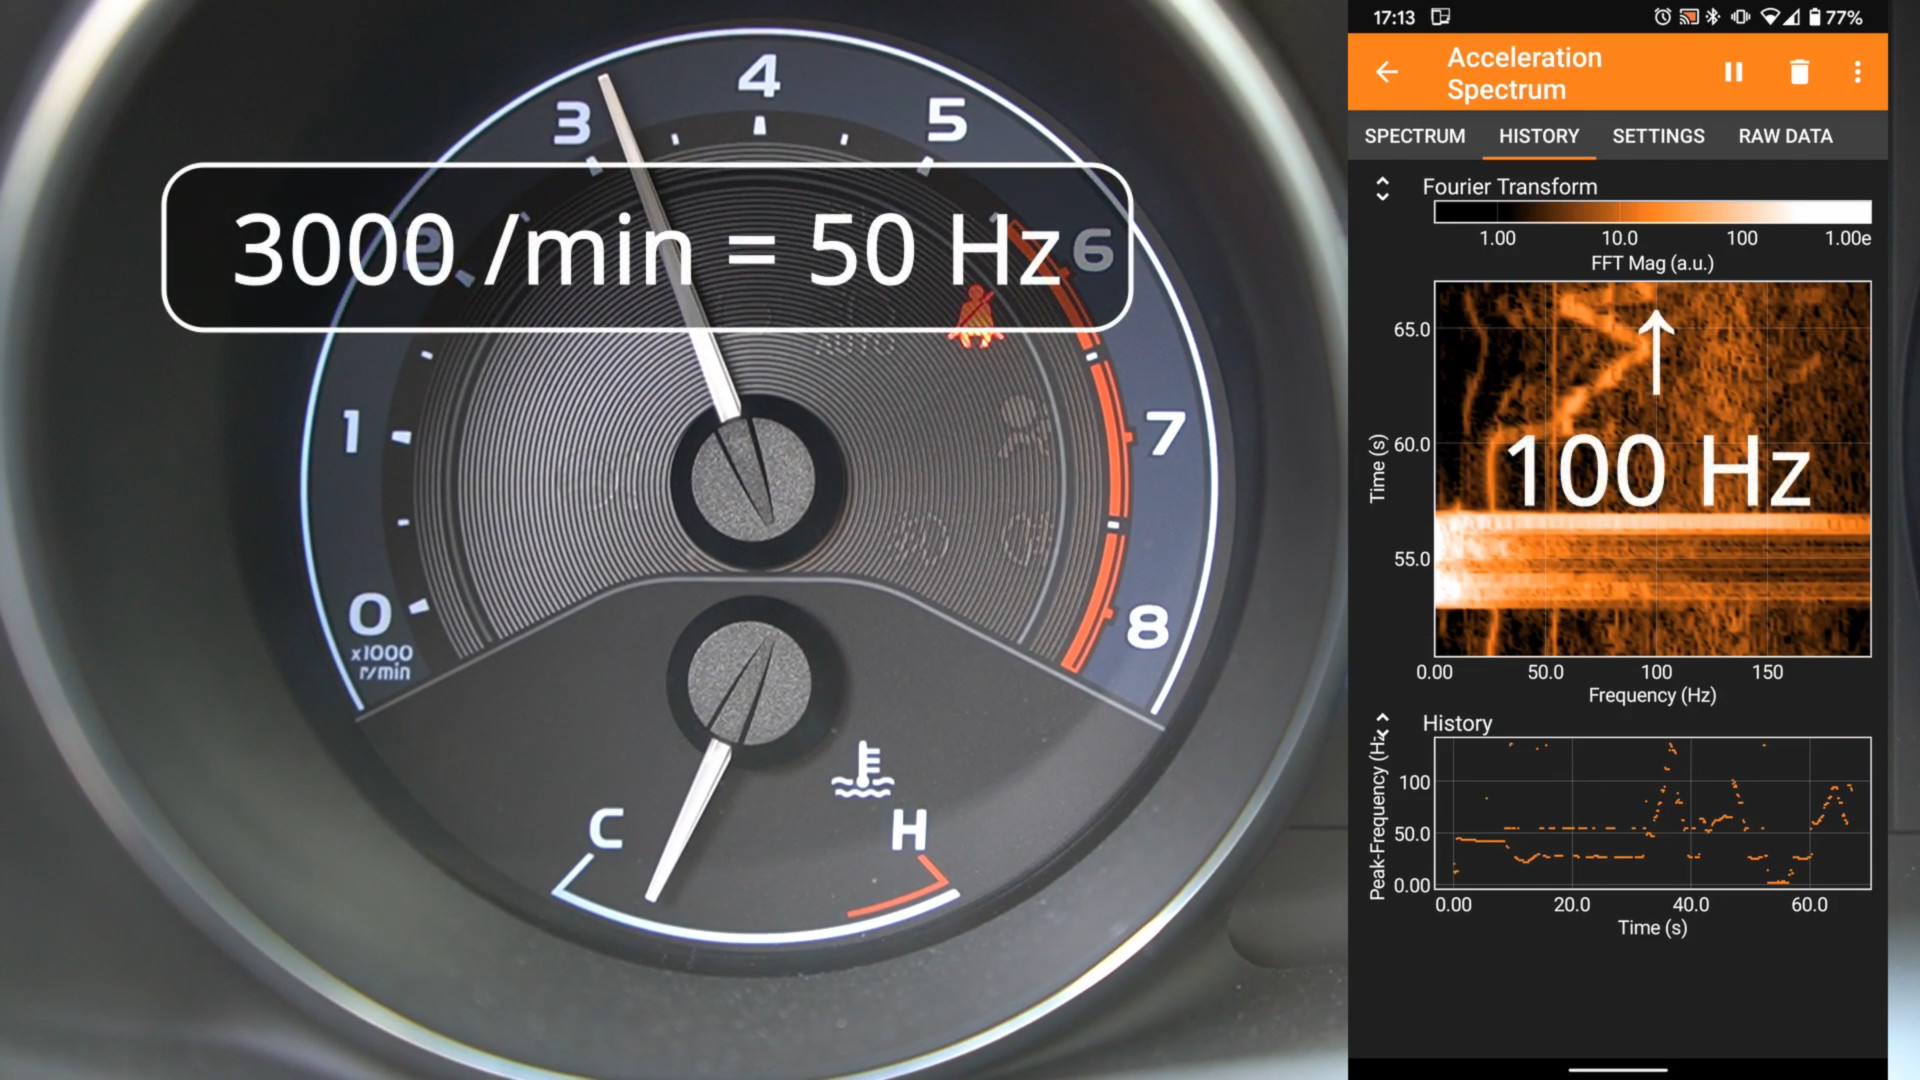 3000 /min = 50 Hz
0
1
2
3
4
5
6
7
8
x1000
r/min
C
H
17:13
77%
Acceleration
Spectrum
SPECTRUM
HISTORY
SETTINGS
RAW DATA
Fourier Transform
1.00
10.0
100
1.00e
FFT Mag (a.u.)
Time (s)
65.0
60.0
55.0
100 Hz
0.00
50.0
100
150
Frequency (Hz)
History
Peak-Frequency (Hz
100
50.0
0.00
0.00
20.0
40.0
60.0
Time (s)